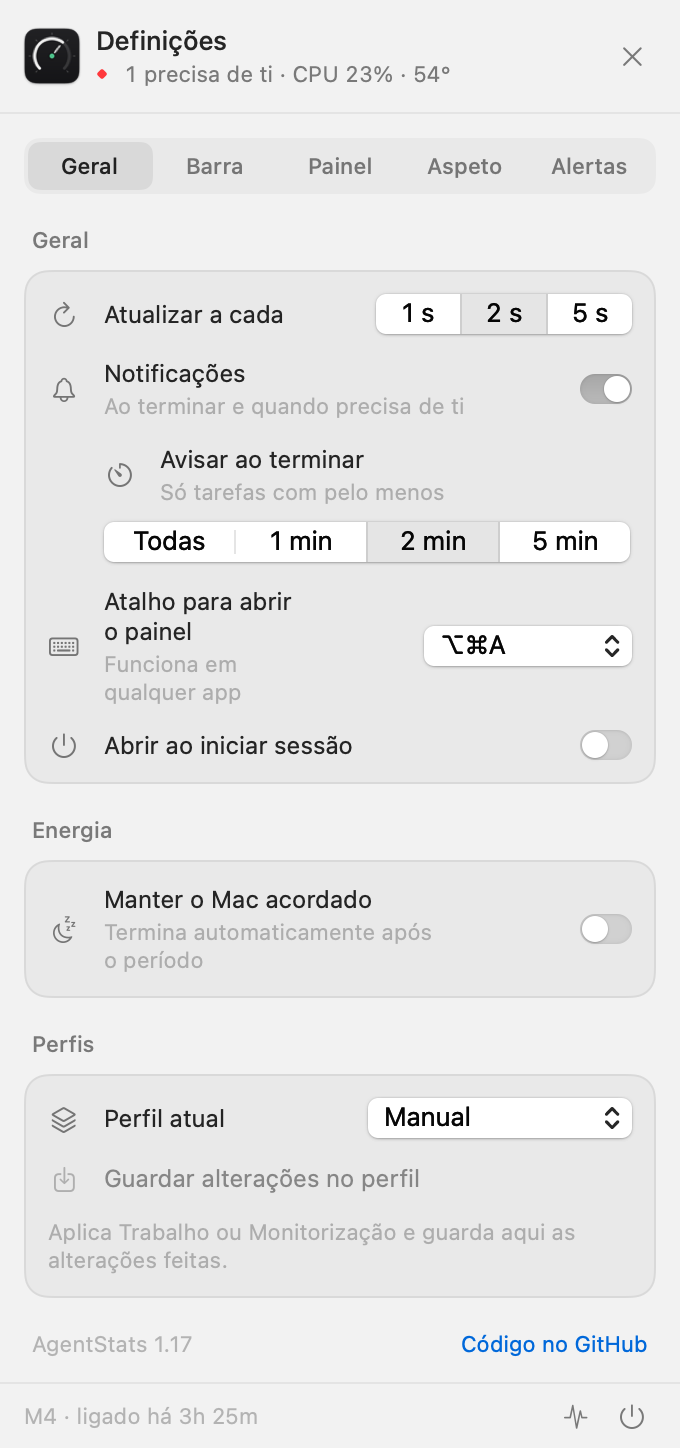 Definições
1 precisa de ti · CPU 23% · 54°
Geral
Barra
Painel
Aspeto
Alertas
Geral
Atualizar a cada
1 s
2 s
5 s
Notificações
Ao terminar e quando precisa de ti
Avisar ao terminar
Só tarefas com pelo menos
Todas
1 min
2 min
5 min
Atalho para abrir
o painel
Funciona em
qualquer app
⌥⌘A
Abrir ao iniciar sessão
Energia
Manter o Mac acordado
Termina automaticamente após
o período
Perfis
Perfil atual
Manual
Guardar alterações no perfil
Aplica Trabalho ou Monitorização e guarda aqui as
alterações feitas.
AgentStats 1.17
Código no GitHub
M4 · ligado há 3h 25m